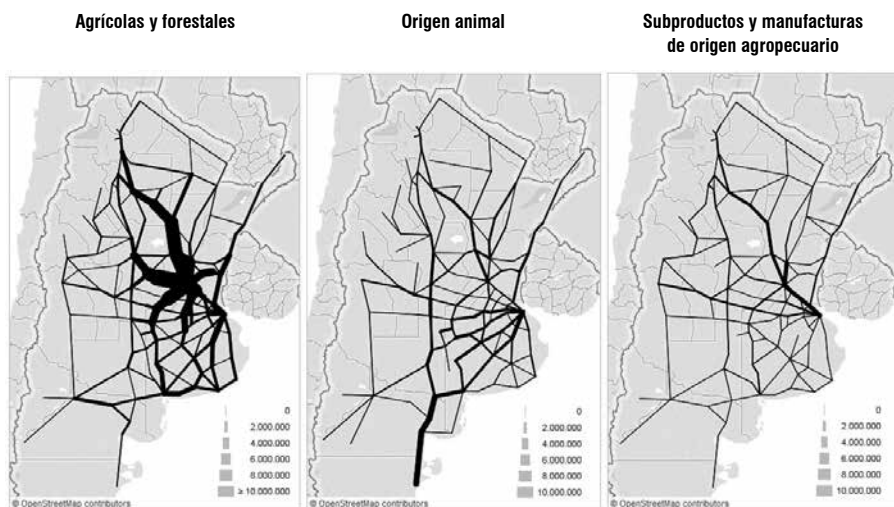 Agrícolas y forestales
Origen animal
Subproductos y manufacturas
de origen agropecuario
0
2.000.000
4.000.000
6.000.000
8.000.000
≥ 10.000.000
© OpenStreetMap contributors
0
2.000.000
4.000.000
6.000.000
8.000.000
10.000.000
© OpenStreetMap contributors
0
2.000.000
4.000.000
6.000.000
8.000.000
10.000.000
© OpenStreetMap contributors